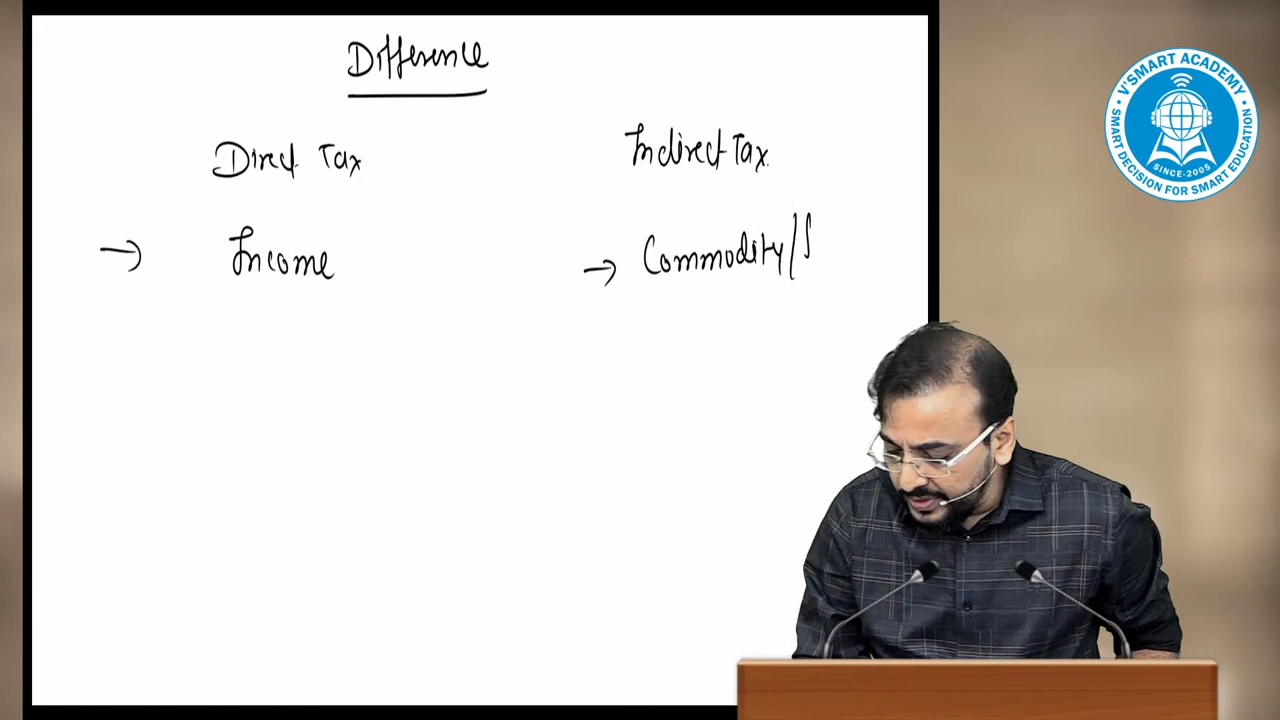 Difference
Direct Tax
Indirect Tax
→ Income
→ Commodity/S
• V'SMART ACADEMY •
SMART DECISION FOR SMART EDUCATION
SINCE-2005